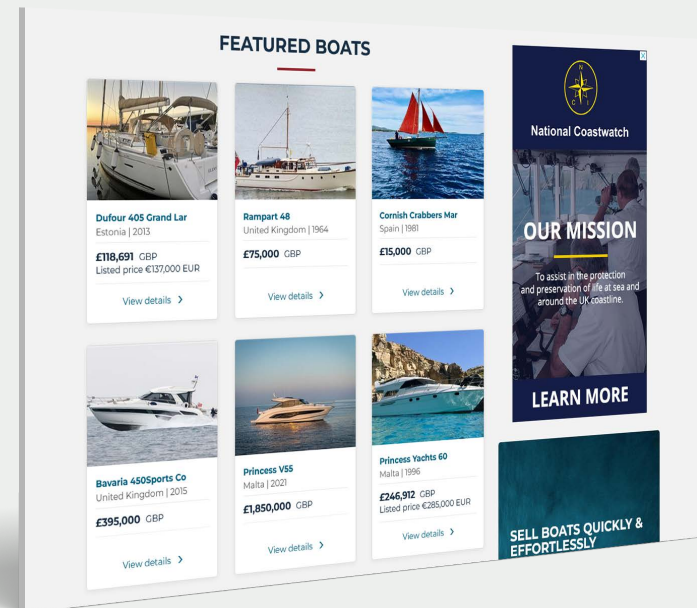 FEATURED BOATS
Dufour 405 Grand Lar
Estonia | 2013
£118,691 GBP
Listed price €137,000 EUR
View details
Rampart 48
United Kingdom | 1964
£75,000 GBP
View details
Cornish Crabbers Mar
Spain | 1981
£15,000 GBP
View details
Bavaria 450Sports Co
United Kingdom | 2015
£395,000 GBP
View details
Princess V55
Malta | 2021
£1,850,000 GBP
View details
Princess Yachts 60
Malta | 1996
£246,912 GBP
Listed price €285,000 EUR
View details
N
C I
National Coastwatch
OUR MISSION
To assist in the protection
and preservation of life at sea and
around the UK coastline.
LEARN MORE
SELL BOATS QUICKLY &
EFFORTLESSLY